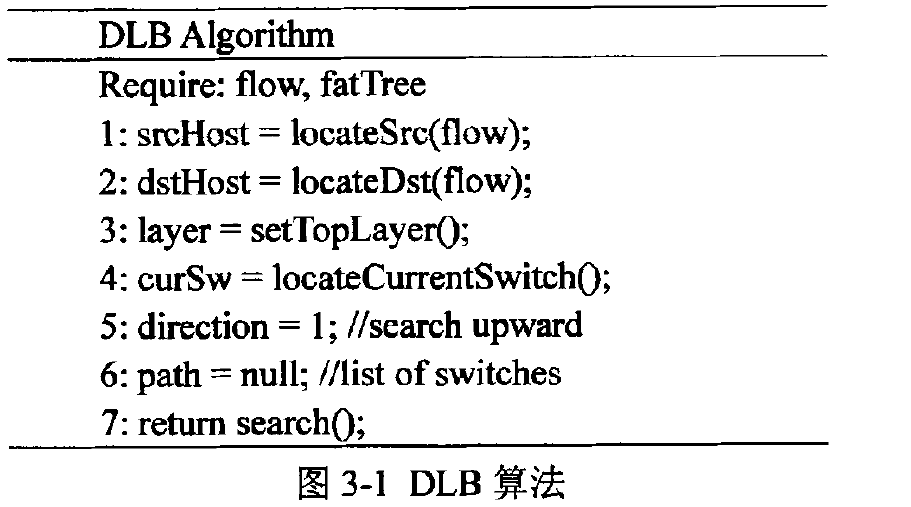 DLB Algorithm
Require: flow, fatTree
1: srcHost = locateSrc(flow);
2: dstHost = locateDst(flow);
3: layer = setTopLayer();
4: curSw = locateCurrentSwitch();
5: direction = 1; //search upward
6: path = null; //list of switches
7: return search();
图 3-1 DLB 算法